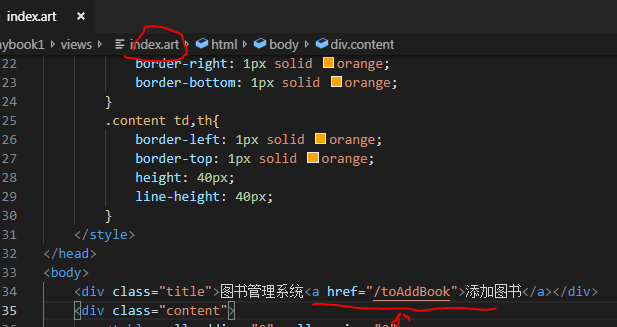 index.art ×
nybook1 > views > index.art > html > body > div.content
22 border-right: 1px solid orange;
23 border-bottom: 1px solid orange;
24 }
25 .content td,th{
26 border-left: 1px solid orange;
27 border-top: 1px solid orange;
28 height: 40px;
29 line-height: 40px;
30 }
31 </style>
32 </head>
33 <body>
34 <div class="title">图书管理系统<a href="/toAddBook">添加图书</a></div>
35 <div class="content">